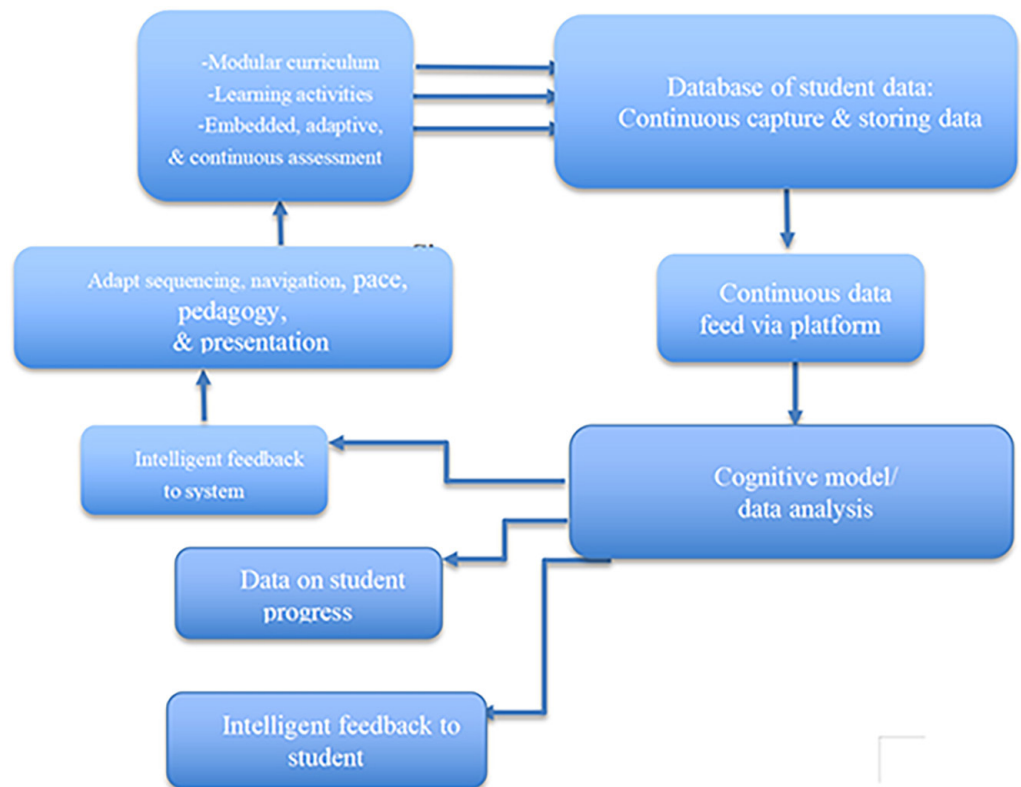 -Modular curriculum
-Learning activities
-Embedded, adaptive,
& continuous assessment
Database of student data:
Continuous capture & storing data
Adapt sequencing, navigation, pace,
pedagogy,
& presentation
Continuous data
feed via platform
Intelligent feedback
to system
Cognitive model/
data analysis
Data on student
progress
Intelligent feedback to
student